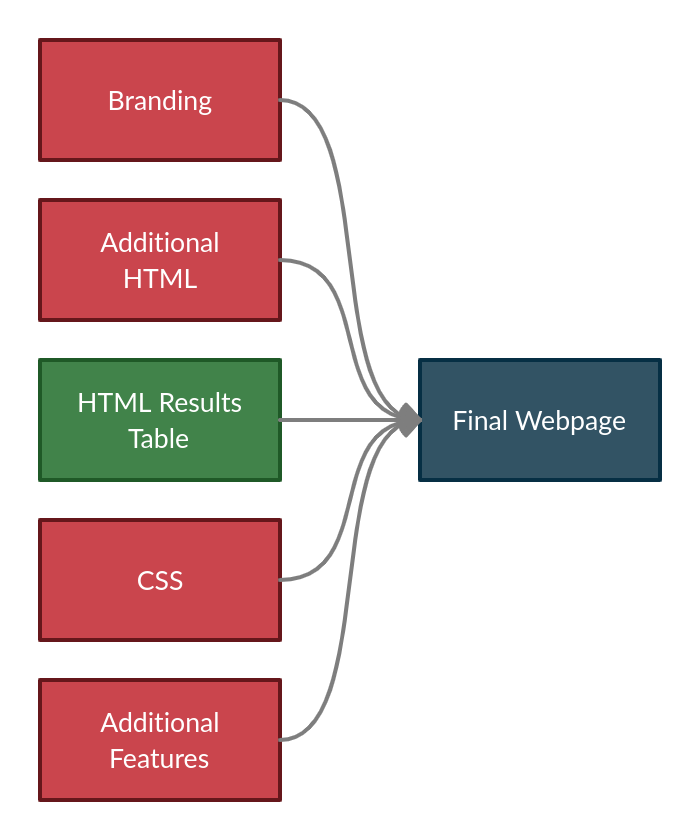 Branding
Additional
HTML
HTML Results
Table
Final Webpage
CSS
Additional
Features